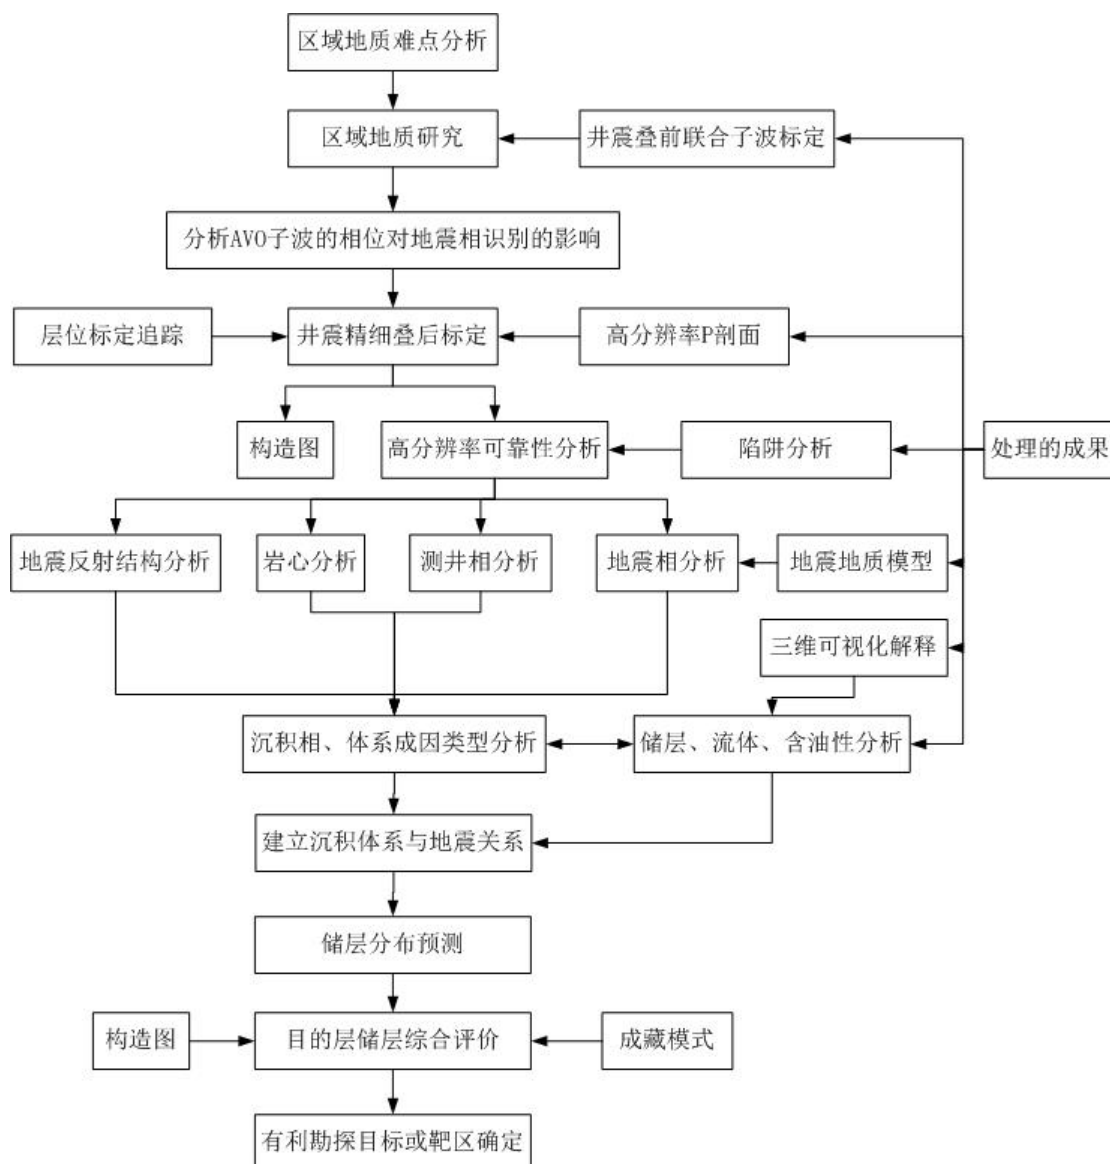 区域地质难点分析
区域地质研究
井震叠前联合子波标定
分析AVO子波的相位对地震相识别的影响
层位标定追踪
井震精细叠后标定
高分辨率P剖面
构造图
高分辨率可靠性分析
陷阱分析
处理的成果
地震反射结构分析
岩心分析
测井相分析
地震相分析
地震地质模型
三维可视化解释
沉积相、体系成因类型分析
储层、流体、含油性分析
建立沉积体系与地震关系
储层分布预测
构造图
目的层储层综合评价
成藏模式
有利勘探目标或靶区确定